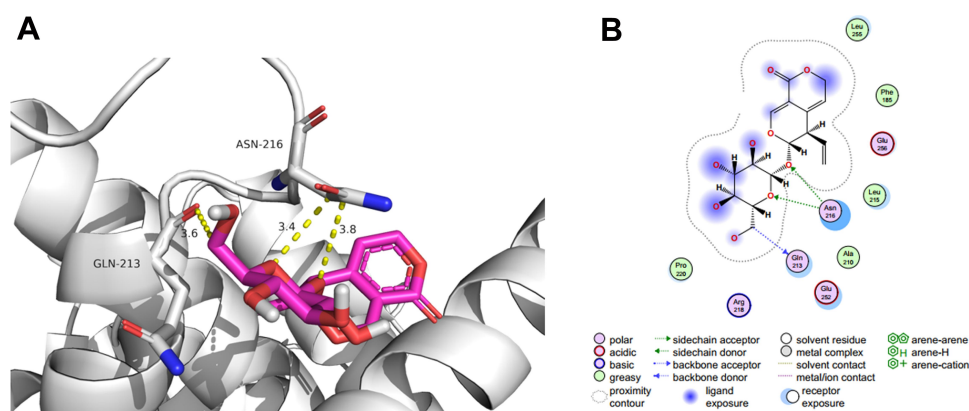 A
ASN-216
3.6
3.4
3.8
GLN-213
B
Leu
255
O
O
Phe
185
H
O
Glu
256
H
O
O
H
H
O
O
H
O
H
O
H
Leu
215
Asn
216
O
Gln
213
Ala
210
Pro
220
Glu
252
Arg
218
polar
acidic
basic
greasy
proximity
contour
sidechain acceptor
sidechain donor
backbone acceptor
backbone donor
ligand
exposure
solvent residue
metal complex
solvent contact
metal/ion contact
receptor
exposure
arene-arene
H arene-H
+ arene-cation